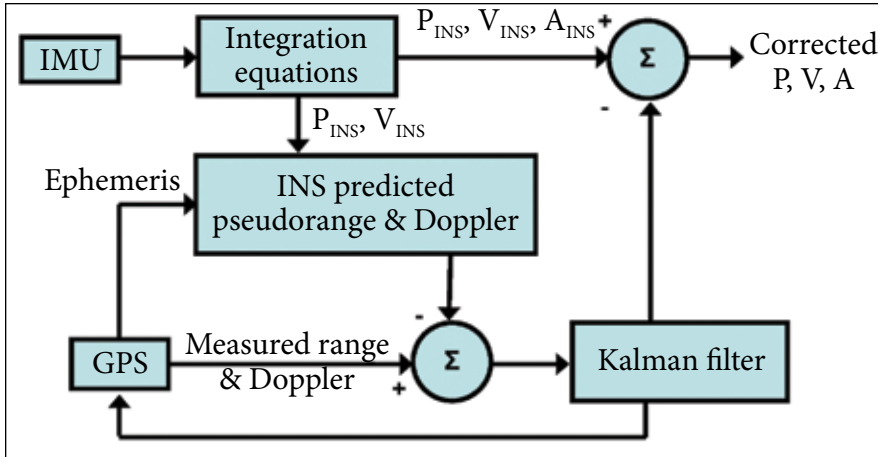 P_INS, V_INS, A_INS
+
IMU
Integration
equations
Σ
Corrected
P, V, A
-
P_INS, V_INS
Ephemeris
INS predicted
pseudorange & Doppler
-
GPS
Measured range
& Doppler
+
Σ
Kalman filter